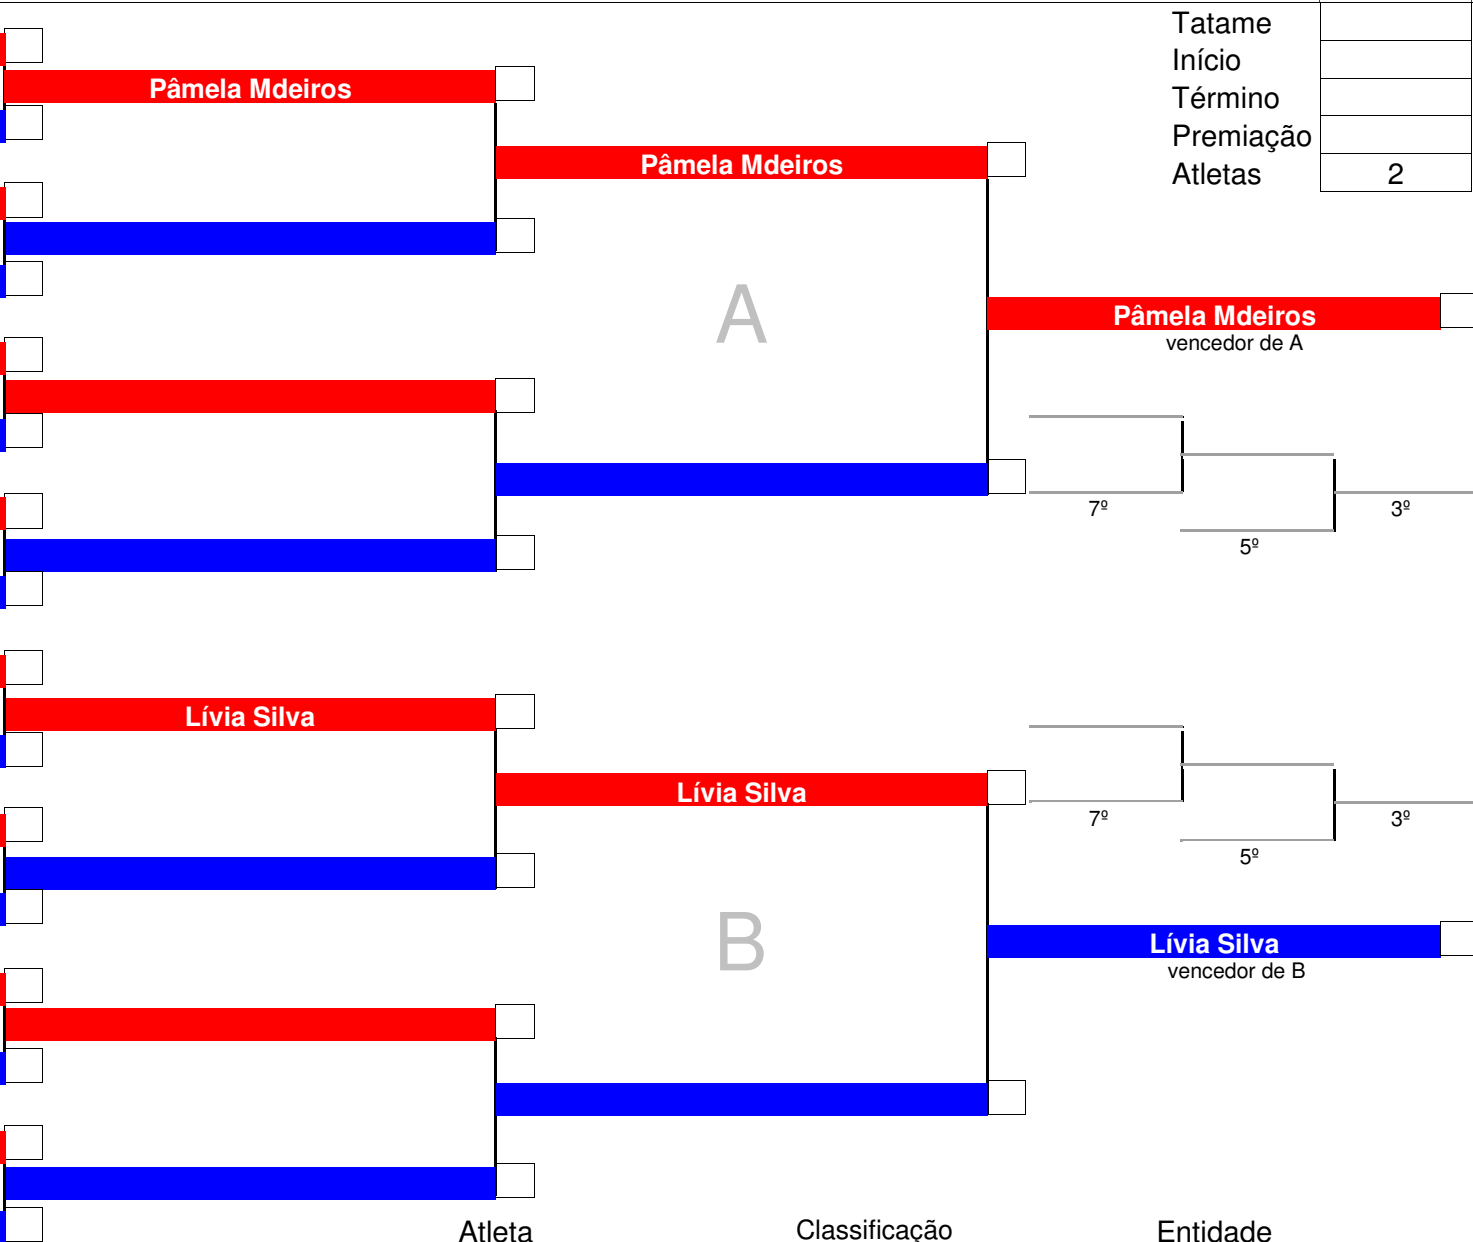 Tatame
Início
Término
Premiação
Atletas 2
Pâmela Mdeiros
Pâmela Mdeiros
A
Pâmela Mdeiros
vencedor de A
7º
3º
5º
Lívia Silva
Lívia Silva
7º
3º
5º
B
Lívia Silva
vencedor de B
Atleta Classificação Entidade